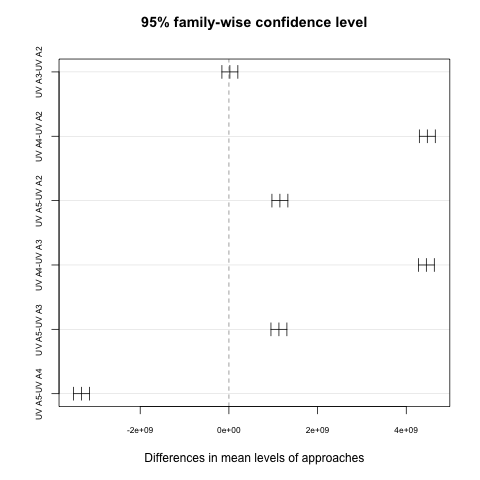 95% family-wise confidence level
UV A3-UV A2
UV A4-UV A2
UV A5-UV A2
UV A4-UV A3
UV A5-UV A3
UV A5-UV A4
-2e+09 0e+00 2e+09 4e+09
Differences in mean levels of approaches